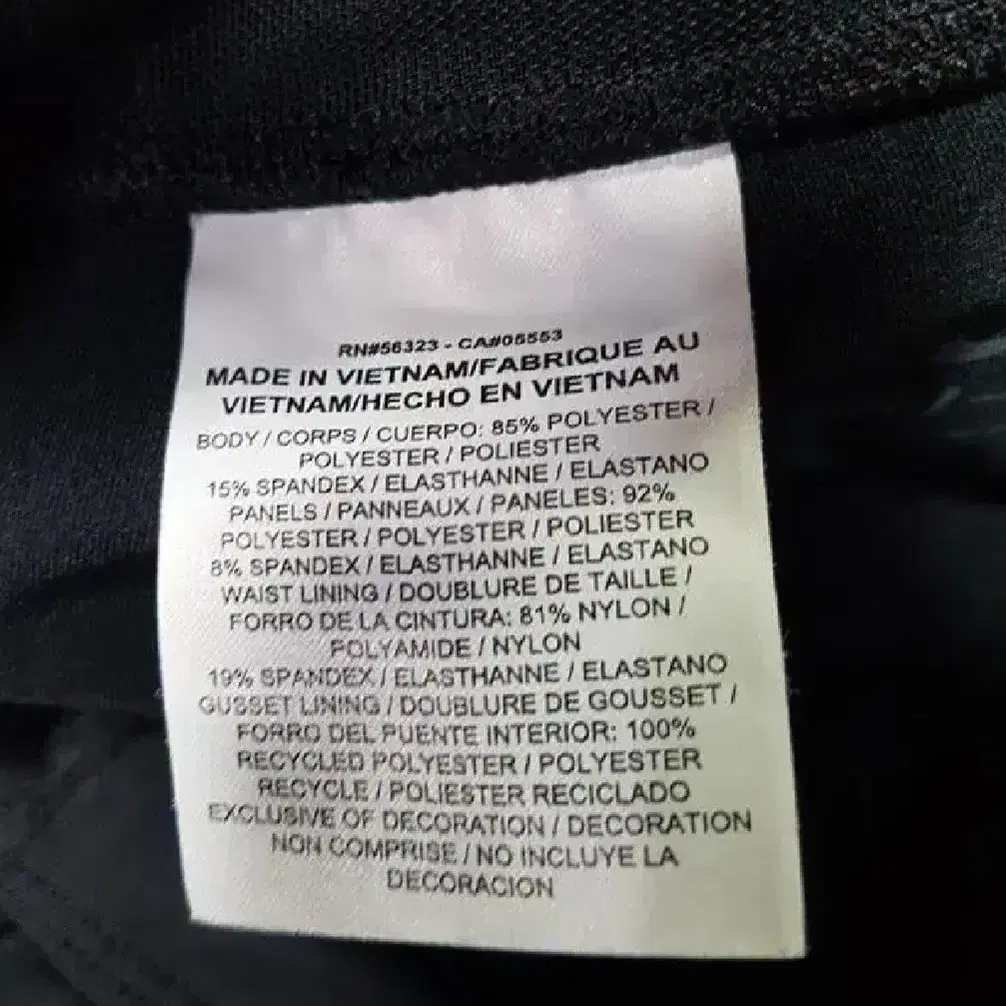 RN#56323 - CA#05553
MADE IN VIETNAM/FABRIQUE AU
VIETNAM/HECHO EN VIETNAM
BODY / CORPS / CUERPO: 85% POLYESTER /
POLYESTER / POLIESTER
15% SPANDEX / ELASTHANNE / ELASTANO
PANELS / PANNEAUX / PANELES: 92%
POLYESTER / POLYESTER / POLIESTER
8% SPANDEX / ELASTHANNE / ELASTANO
WAIST LINING / DOUBLURE DE TAILLE /
FORRO DE LA CINTURA: 81% NYLON /
POLYAMIDE / NYLON
19% SPANDEX / ELASTHANNE / ELASTANO
GUSSET LINING / DOUBLURE DE GOUSSET /
FORRO DEL PUENTE INTERIOR: 100%
RECYCLED POLYESTER / POLYESTER
RECYCLE / POLIESTER RECICLADO
EXCLUSIVE OF DECORATION / DECORATION
NON COMPRISE / NO INCLUYE LA
DECORACION